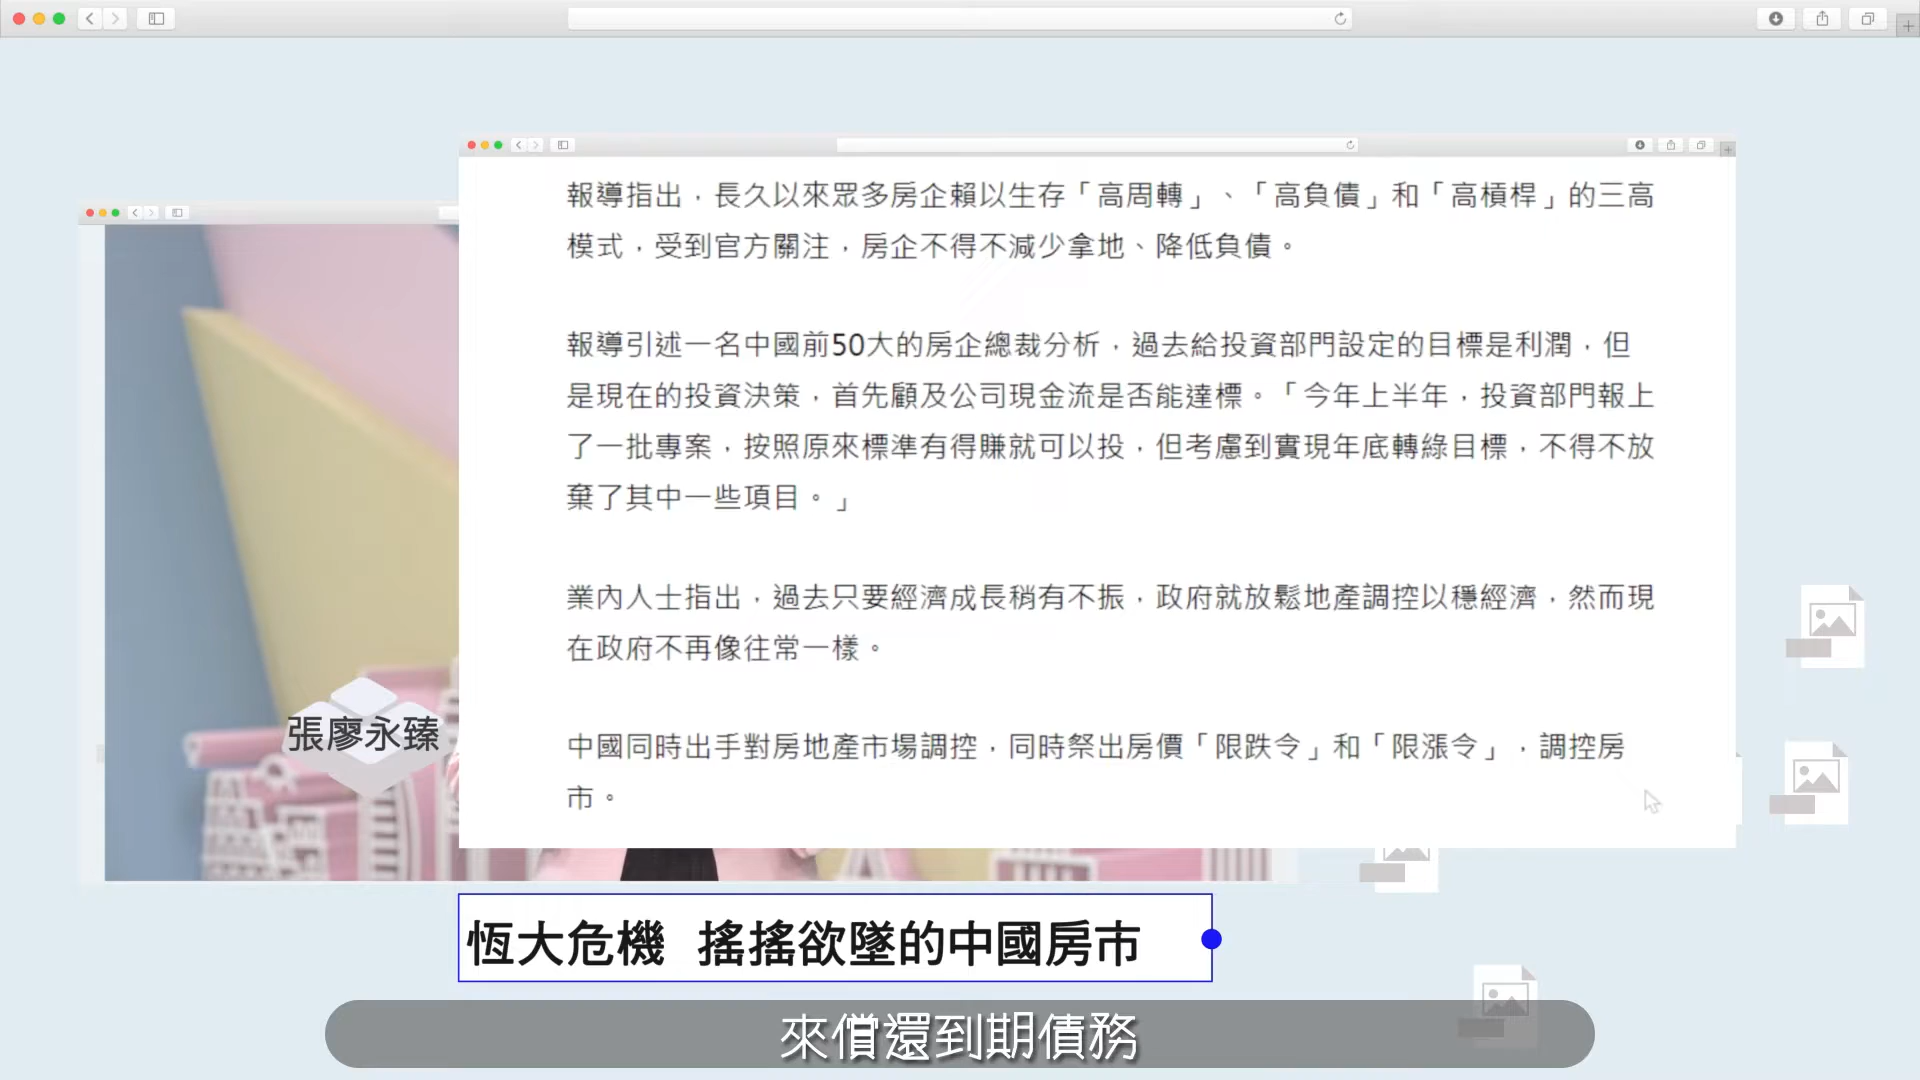 報導指出，長久以來眾多房企賴以生存「高周轉」、「高負債」和「高槓桿」的三高
模式，受到官方關注，房企不得不減少拿地、降低負債。
報導引述一名中國前50大的房企總裁分析，過去給投資部門設定的目標是利潤，但
是現在的投資決策，首先顧及公司現金流是否能達標。「今年上半年，投資部門報上
了一批專案，按照原來標準有得賺就可以投，但考慮到實現年底轉綠目標，不得不放
棄了其中一些項目。」
業內人士指出，過去只要經濟成長稍有不振，政府就放鬆地產調控以穩經濟，然而現
在政府不再像往常一樣。
中國同時出手對房地產市場調控，同時祭出房價「限跌令」和「限漲令」，調控房
市。
張廖永臻
恆大危機 搖搖欲墜的中國房市
來償還到期債務